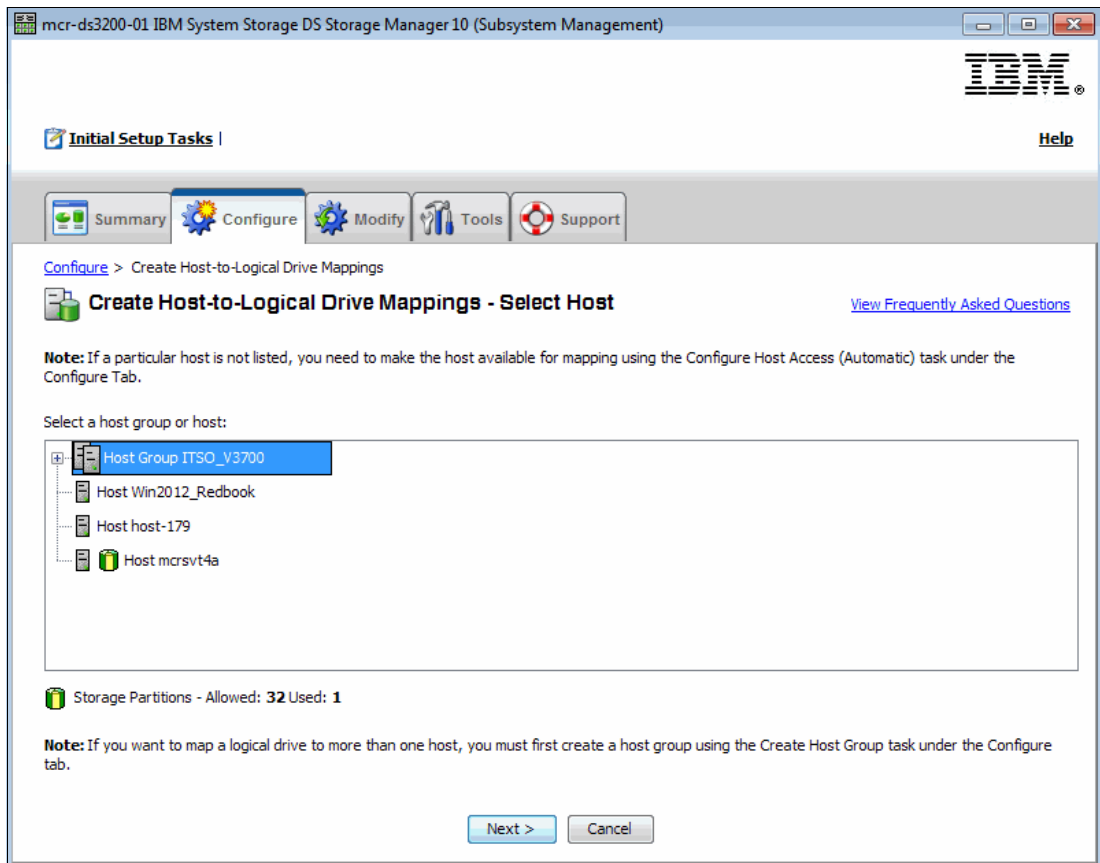 mcr-ds3200-01 IBM System Storage DS Storage Manager 10 (Subsystem Management)
IBM®
Initial Setup Tasks |
Help
Summary
Configure
Modify
Tools
Support
Configure > Create Host-to-Logical Drive Mappings
Create Host-to-Logical Drive Mappings - Select Host
View Frequently Asked Questions
Note: If a particular host is not listed, you need to make the host available for mapping using the Configure Host Access (Automatic) task under the
Configure Tab.
Select a host group or host:
Host Group ITSO_V3700
Host Win2012_Redbook
Host host-179
Host mcrsvt4a
Storage Partitions - Allowed: 32 Used: 1
Note: If you want to map a logical drive to more than one host, you must first create a host group using the Create Host Group task under the Configure
tab.
Next >
Cancel